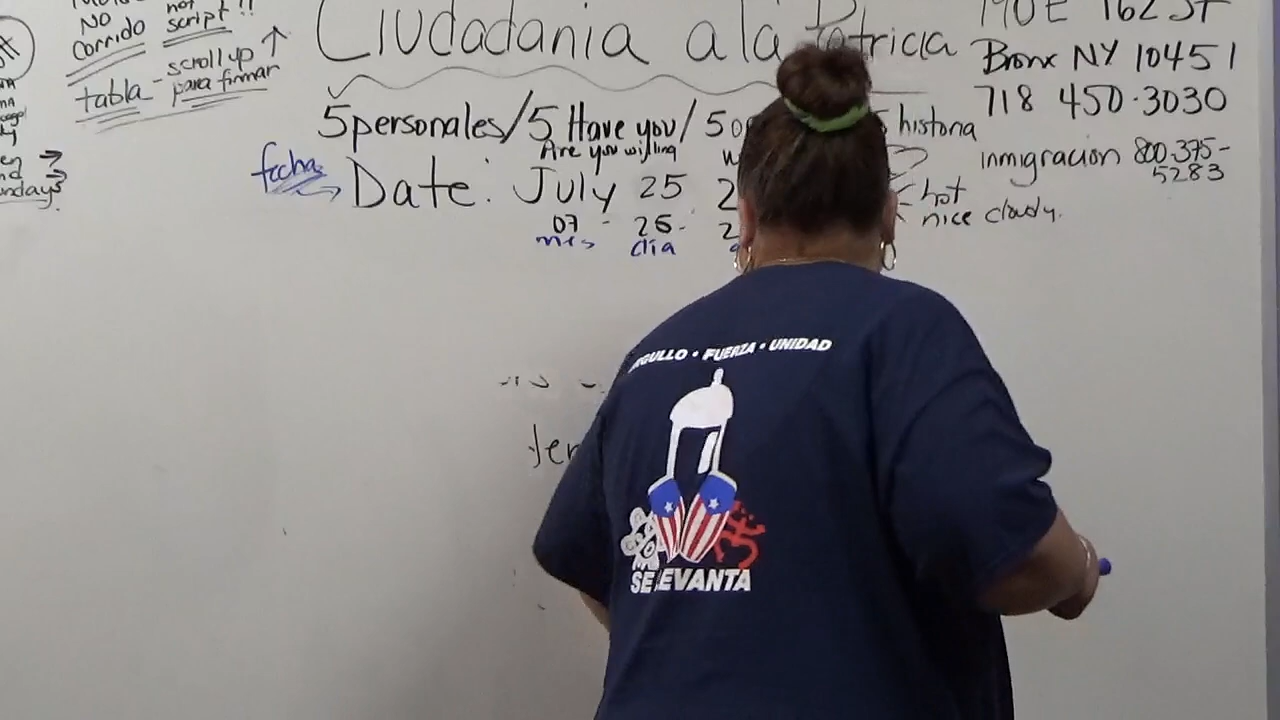 NO not
Corrido script !!
tabla - scroll up
para firmar
Ciudadania a la Patricia
5 personales / 5 Have you / 5
Are you willing
historia
fecha Date: July 25 2
07 - 25 - 2
mes dia
hot
nice cloudy.
190 E 162 ST
Bronx NY 10451
718 450-3030
inmigracion 800-375-
5283
FUERZA • UNIDAD
SE LEVANTA